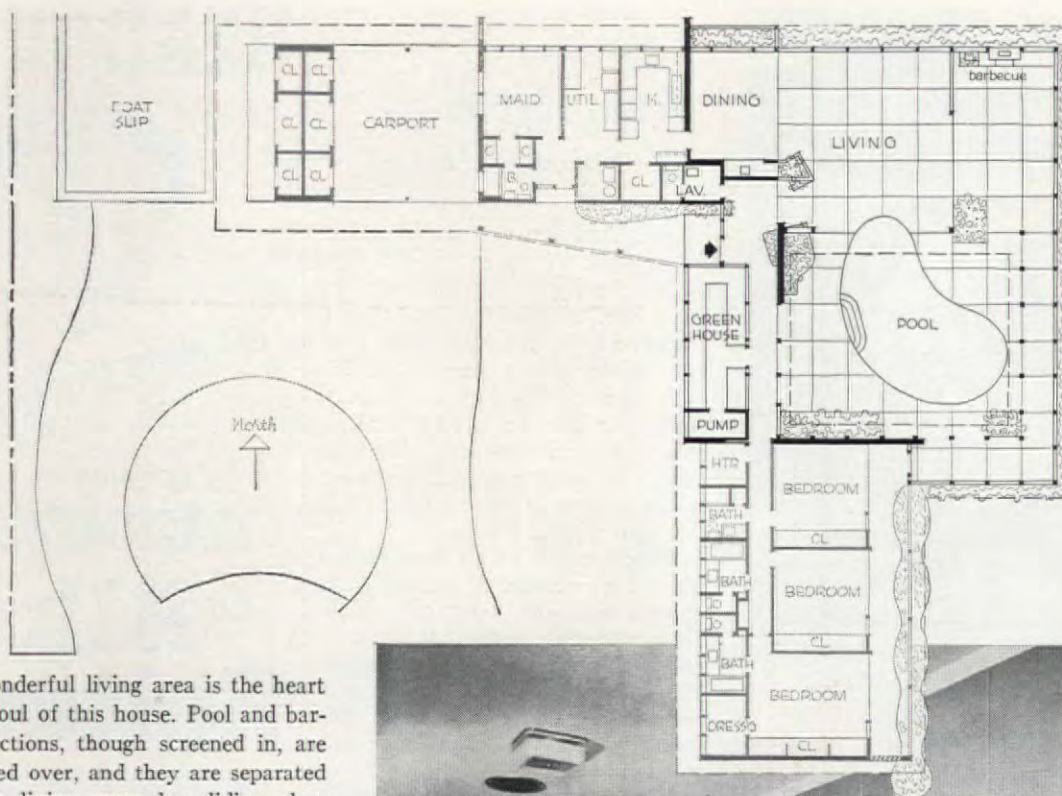 BOAT
SLIP
CL
CL
CL
CL
CL
CL
CARPORT
MAID
UTIL.
K.
DINING
LIVING
barbecue
C
C
B.
CL.
LAV.
GREEN
HOUSE
POOL
PUMP
North
HTR
BATH
BEDROOM
CL
BATH
BEDROOM
CL
BATH
BEDROOM
DRESS'G
CL
onderful living area is the heart
oul of this house. Pool and bar-
ctions, though screened in, are
ed over, and they are separated